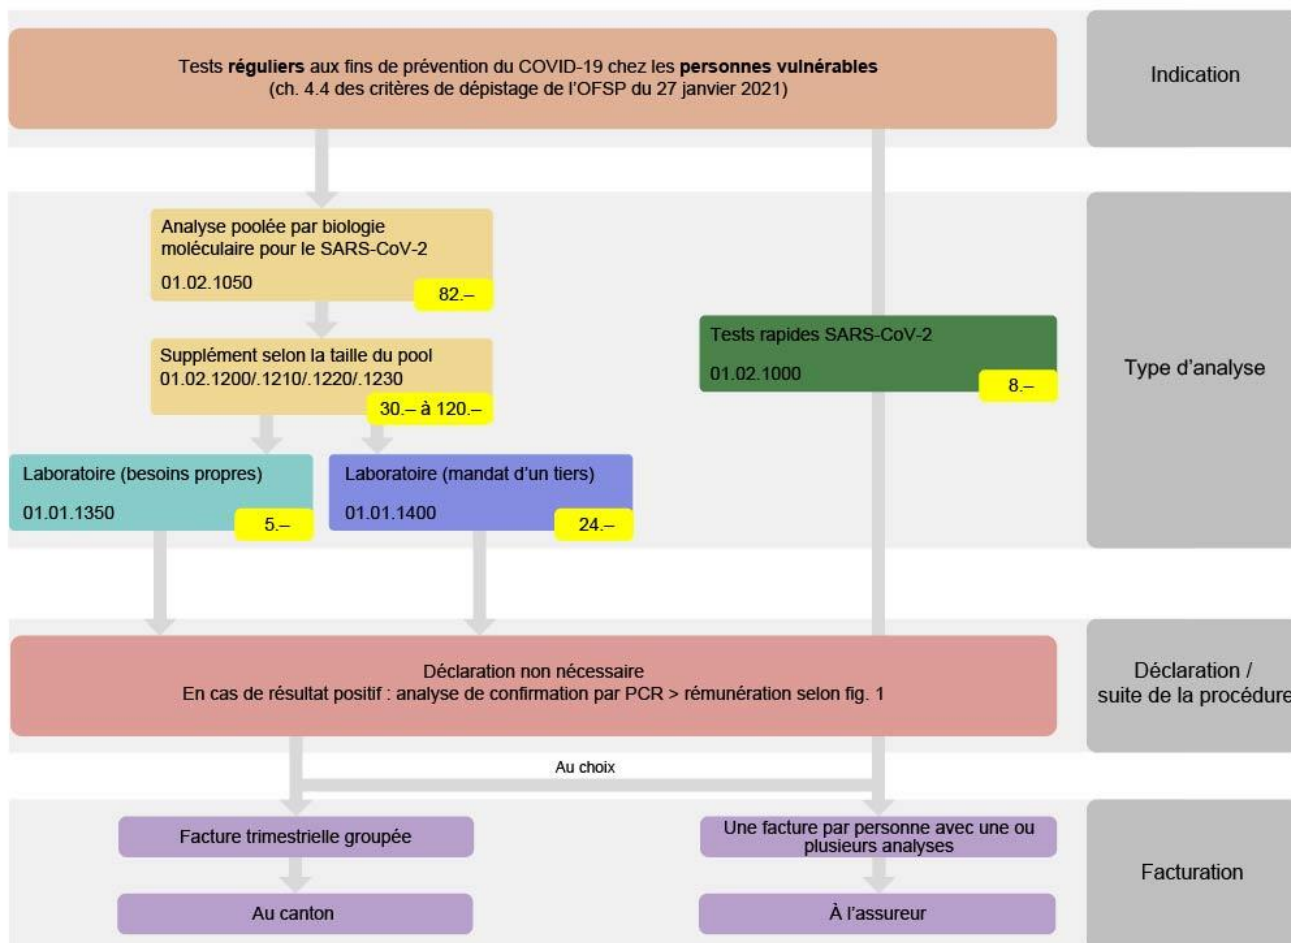 Tests réguliers aux fins de prévention du COVID-19 chez les personnes vulnérables
(ch. 4.4 des critères de dépistage de l'OFSP du 27 janvier 2021)
Indication
Analyse poolée par biologie
moléculaire pour le SARS-CoV-2
01.02.1050
82.–
Supplément selon la taille du pool
01.02.1200/.1210/.1220/.1230
30.– à 120.–
Tests rapides SARS-CoV-2
01.02.1000
8.–
Type d'analyse
Laboratoire (besoins propres)
01.01.1350
5.–
Laboratoire (mandat d'un tiers)
01.01.1400
24.–
Déclaration non nécessaire
En cas de résultat positif : analyse de confirmation par PCR > rémunération selon fig. 1
Déclaration /
suite de la procédure
Au choix
Facture trimestrielle groupée
Une facture par personne avec une ou
plusieurs analyses
Au canton
À l'assureur
Facturation